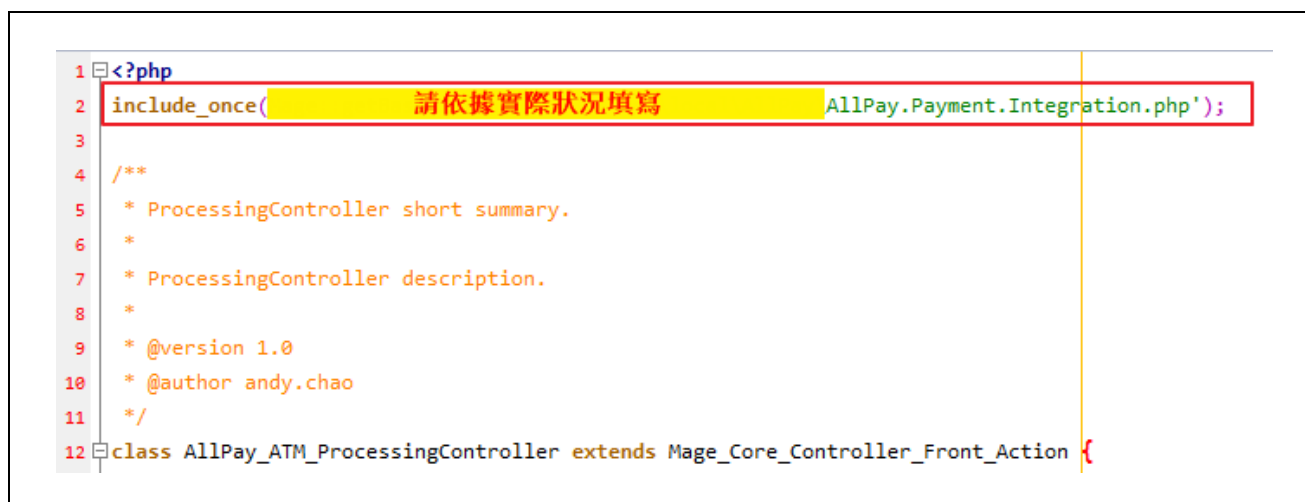 1 <?php
2 include_once( 請依據實際狀況填寫 AllPay.Payment.Integration.php');
3
4 /**
5 * ProcessingController short summary.
6 *
7 * ProcessingController description.
8 *
9 * @version 1.0
10 * @author andy.chao
11 */
12 class AllPay_ATM_ProcessingController extends Mage_Core_Controller_Front_Action {